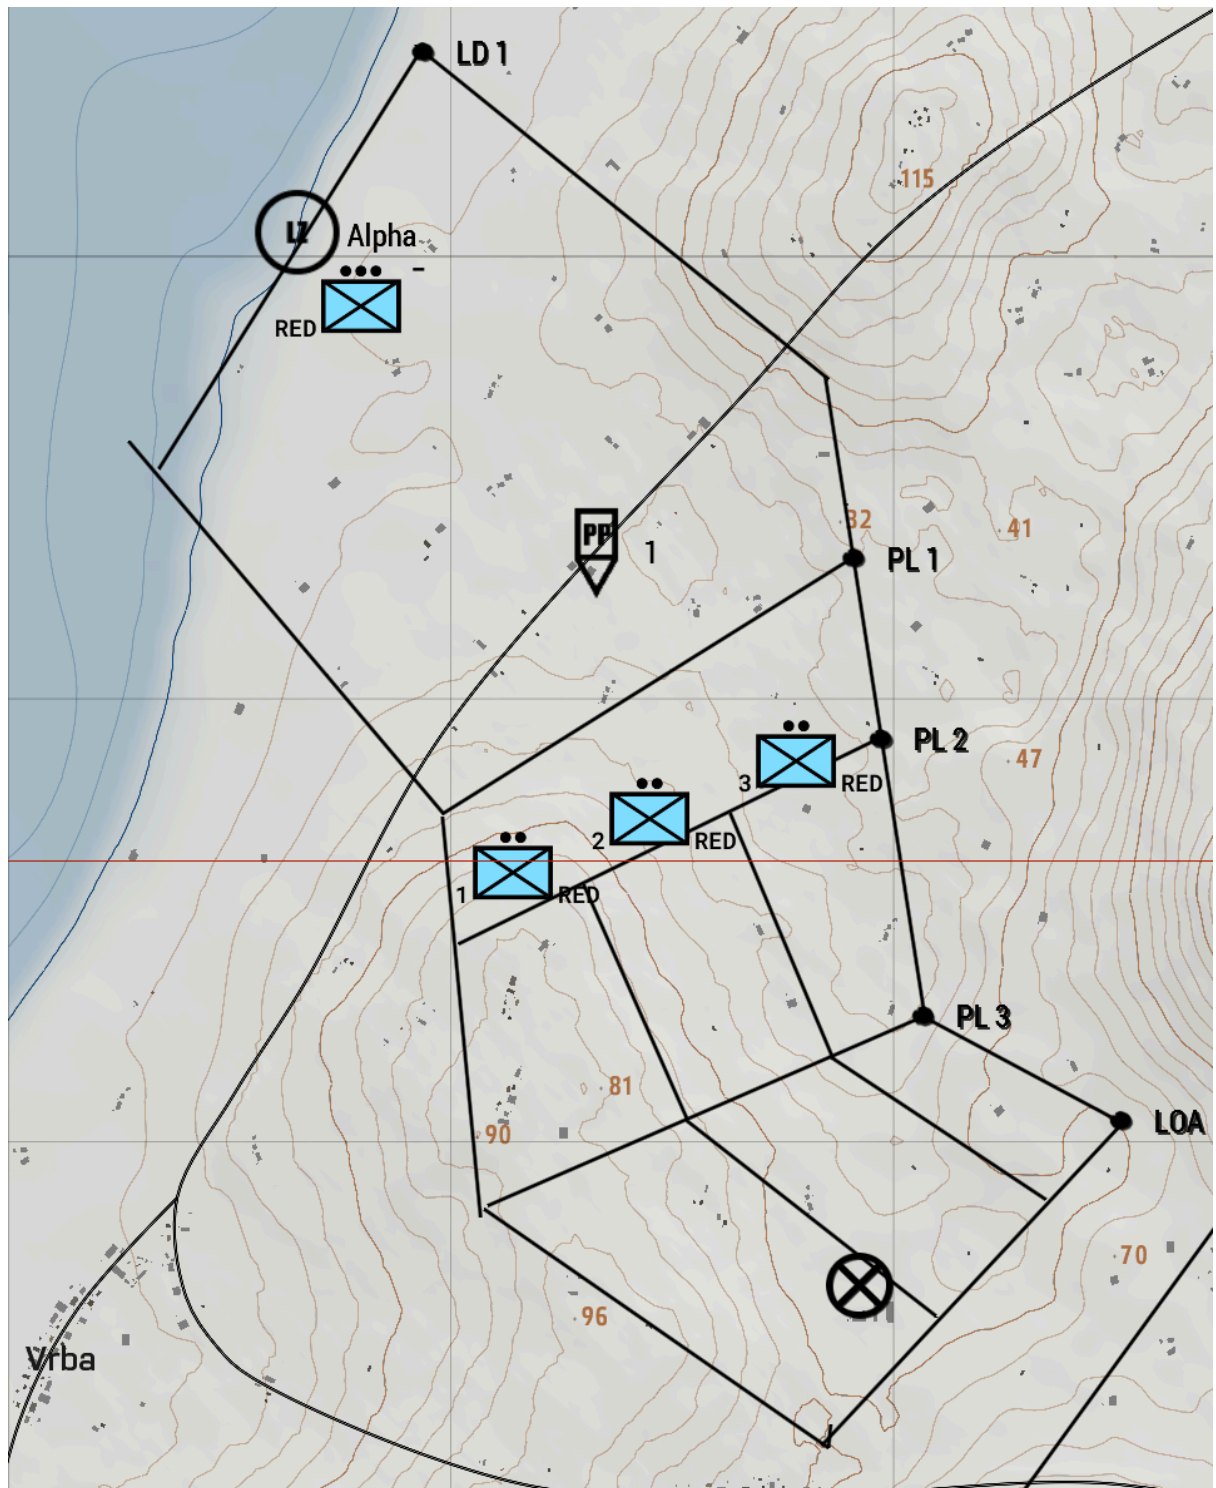 LD 1
115
LZ Alpha
-
RED
32
41
PP 1
PL 1
PL 2
47
3 RED
2 RED
1 RED
PL 3
81
90
LOA
70
96
Vrba